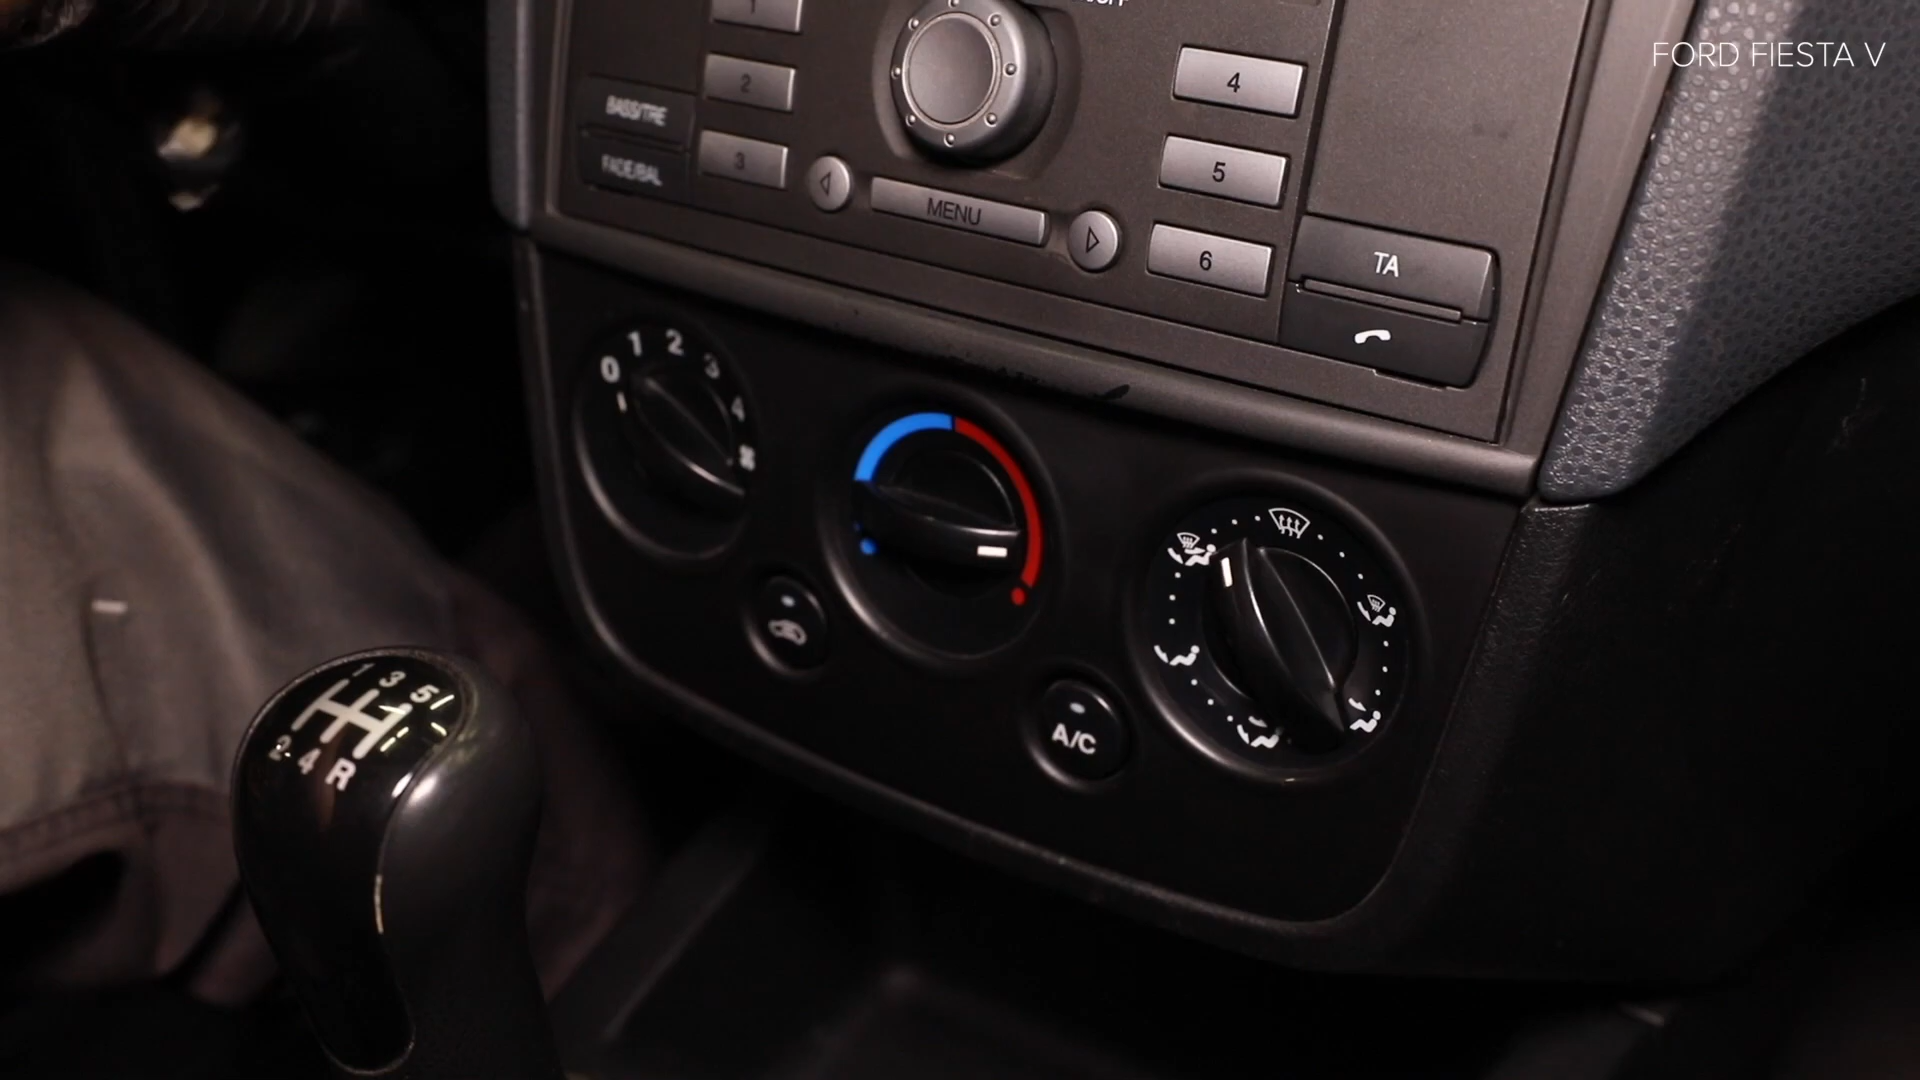 FORD FIESTA V
1
2
3
BASS/TRE
FADE/BAL
MENU
4
5
6
TA
0 1 2 3 4
A/C
1 3 5
2 4 R